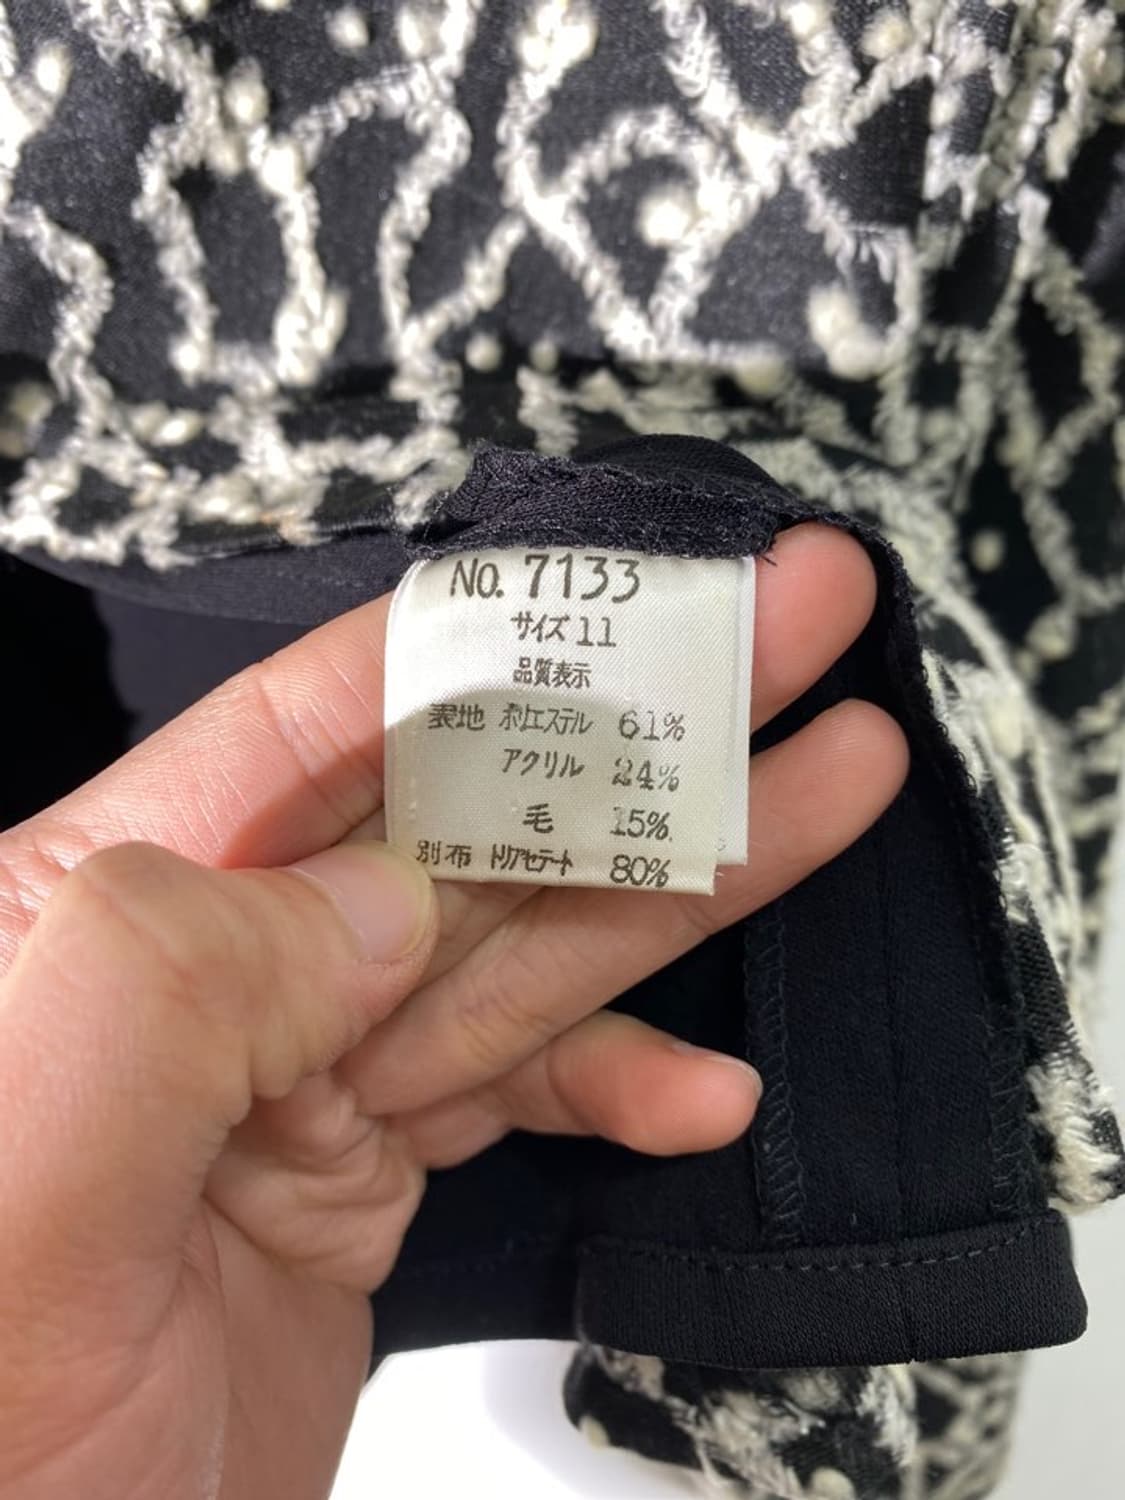 No. 7133
サイズ 11
品質表示
表地 ポリエステル 61%
アクリル 24%
毛 15%
別布 トリアセテート 80%